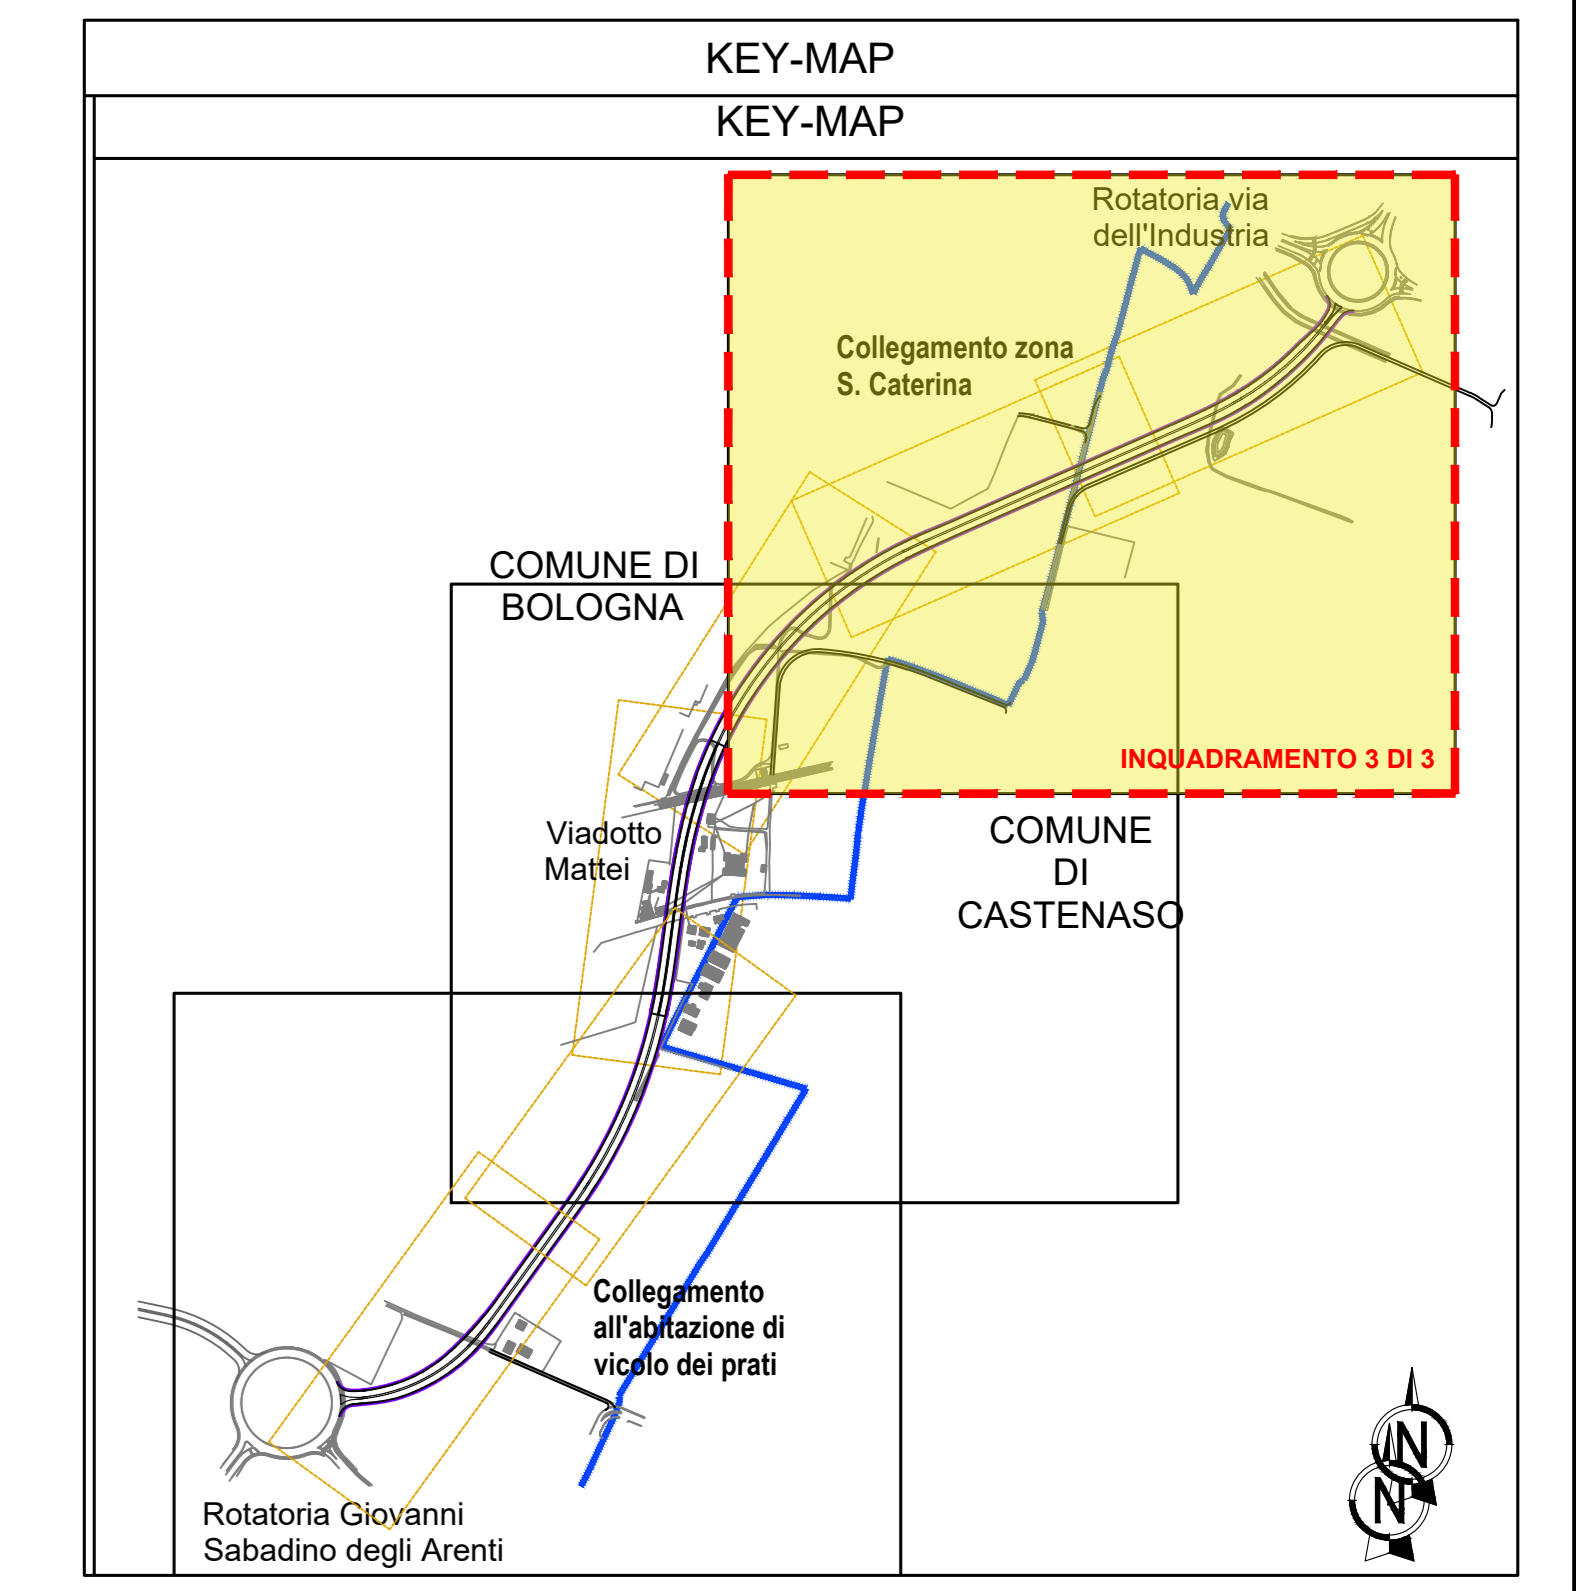 KEY-MAP
KEY-MAP
Rotatoria via
dell'Industria
Collegamento zona
S. Caterina
COMUNE DI
BOLOGNA
INQUADRAMENTO 3 DI 3
Viadotto
Mattei
COMUNE
DI
CASTENASO
Collegamento
all'abitazione di
vicolo dei prati
Rotatoria Giovanni
Sabadino degli Arenti
N
N